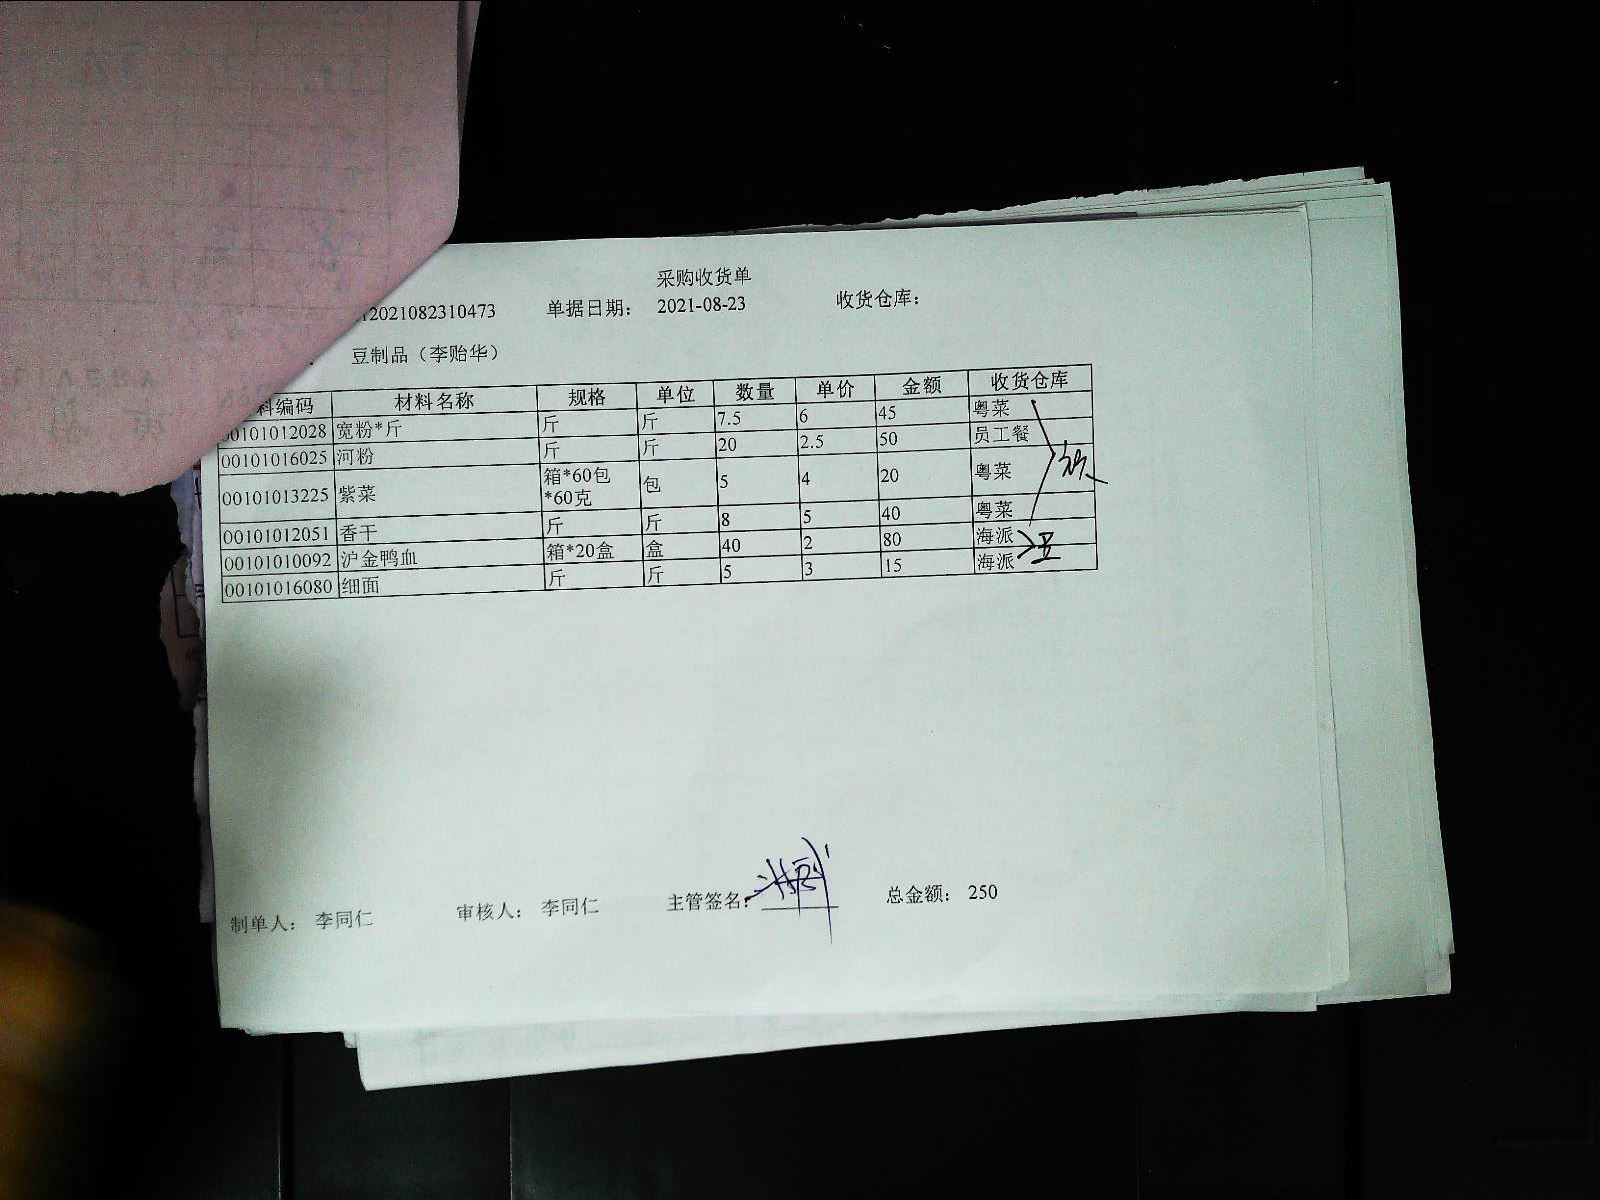 采购收货单
12021082310473 单据日期： 2021-08-23 收货仓库：
豆制品（李贻华）
料编码 材料名称 规格 单位 数量 单价 金额 收货仓库
00101012028 宽粉*斤 斤 斤 7.5 6 45 粤菜
00101016025 河粉 斤 斤 20 2.5 50 员工餐
00101013225 紫菜 箱*60包*60克 包 5 4 20 粤菜
00101012051 香干 斤 斤 8 5 40 粤菜
00101010092 沪金鸭血 箱*20盒 盒 40 2 80 海派
00101016080 细面 斤 斤 5 3 15 海派
制单人： 李同仁 审核人： 李同仁 主管签名： 总金额： 250